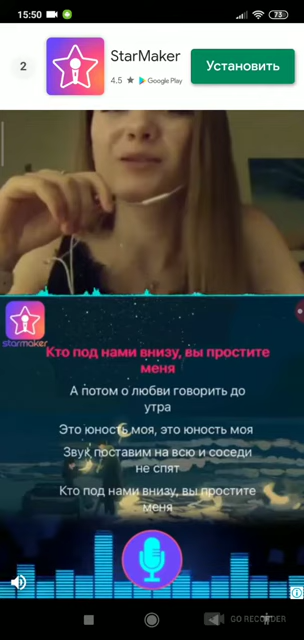 15:50
73
2
StarMaker
4.5 ★ Google Play
Установить
starmaker
Кто под нами внизу, вы простите
меня
А потом о любви говорить до
утра
Это юность моя, это юность моя
Звук поставим на всю и соседи
не спят
Кто под нами внизу, вы простите
меня
GO RECORDER